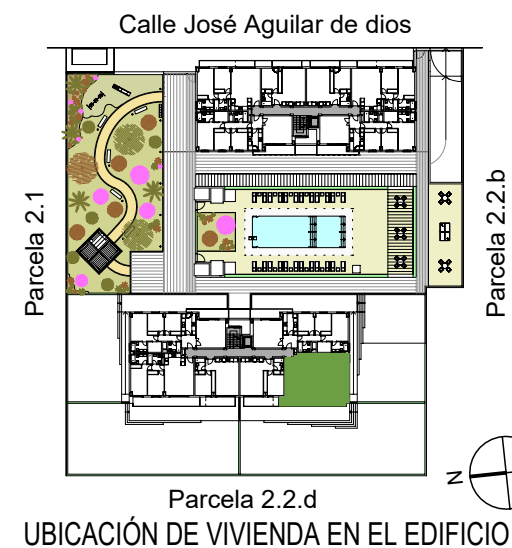 Calle José Aguilar de dios
Parcela 2.1
Parcela 2.2.b
N
Parcela 2.2.d
UBICACIÓN DE VIVIENDA EN EL EDIFICIO